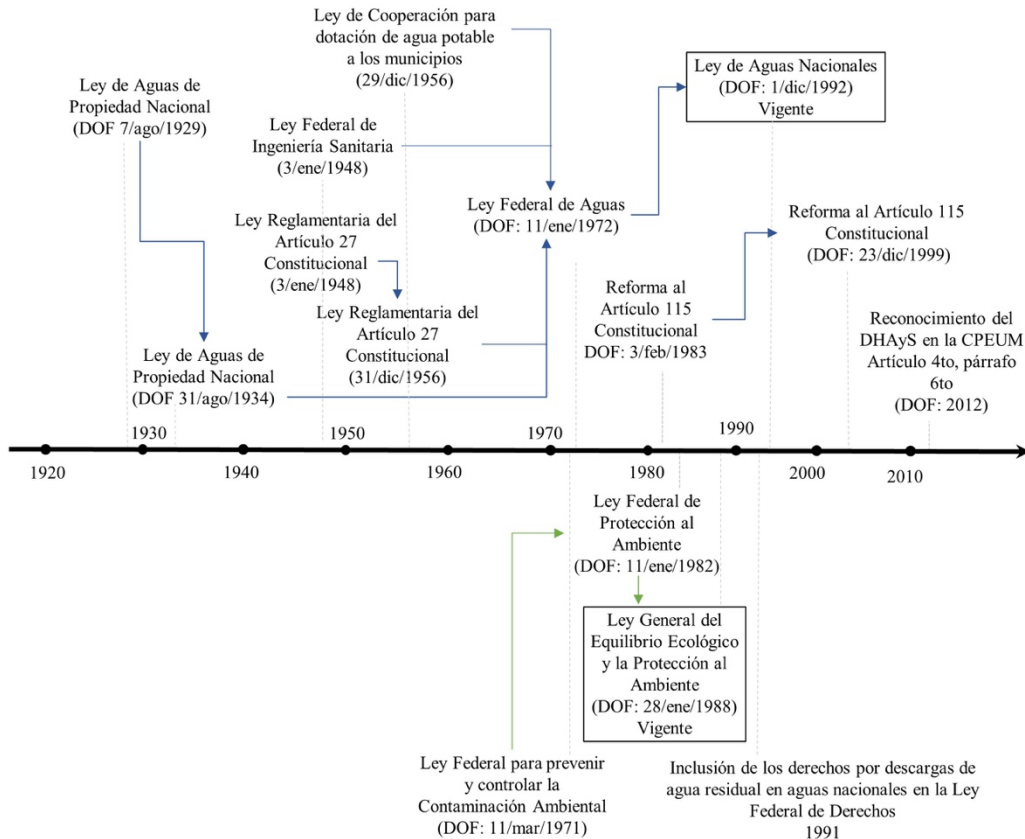 Ley de Cooperación para
dotación de agua potable
a los municipios
(29/dic/1956)
Ley de Aguas Nacionales
(DOF: 1/dic/1992)
Vigente
Ley de Aguas de
Propiedad Nacional
(DOF 7/ago/1929)
Ley Federal de
Ingeniería Sanitaria
(3/ene/1948)
Ley Federal de Aguas
(DOF: 11/ene/1972)
Reforma al Artículo 115
Constitucional
(DOF: 23/dic/1999)
Ley Reglamentaria del
Artículo 27
Constitucional
(3/ene/1948)
Reforma al
Artículo 115
Constitucional
DOF: 3/feb/1983
Ley Reglamentaria del
Artículo 27
Constitucional
(31/dic/1956)
Reconocimiento del
DHAyS en la CPEUM
Artículo 4to, párrafo
6to
(DOF: 2012)
Ley de Aguas de
Propiedad Nacional
(DOF 31/ago/1934)
1930
1950
1970
1990
1920
1940
1960
1980
2000
2010
Ley Federal de
Protección al
Ambiente
(DOF: 11/ene/1982)
Ley General del
Equilibrio Ecológico
y la Protección al
Ambiente
(DOF: 28/ene/1988)
Vigente
Ley Federal para prevenir
y controlar la
Contaminación Ambiental
(DOF: 11/mar/1971)
Inclusión de los derechos por descargas de
agua residual en aguas nacionales en la Ley
Federal de Derechos
1991